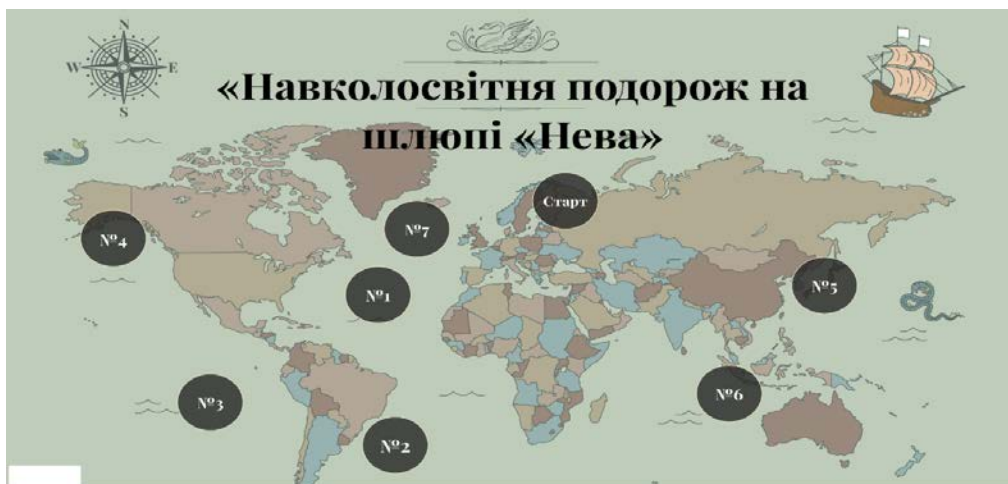 N
W
E
S
«Навколосвітня подорож на
шлюпі «Нева»
Старт
№4
№7
№1
№5
№3
№6
№2